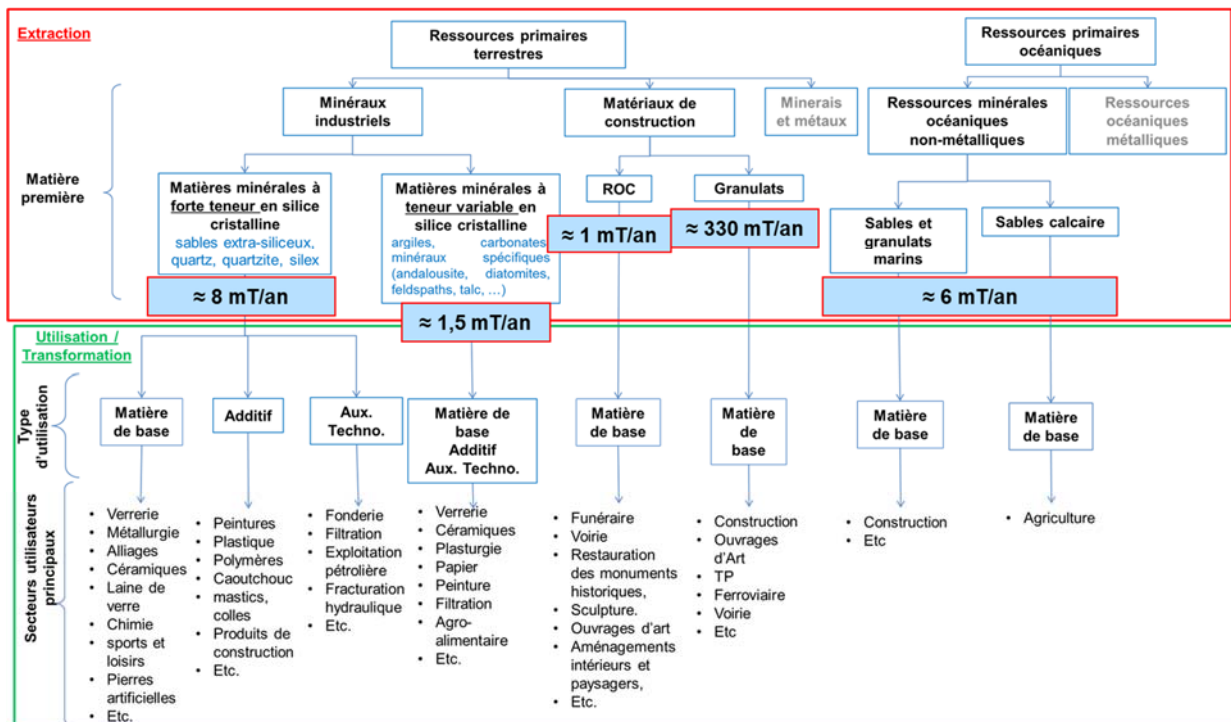 Extraction
Ressources primaires
terrestres
Ressources primaires
océaniques
Matière
première
Minéraux
industriels
Matériaux de
construction
Minerais
et métaux
Ressources minérales
océaniques
non-métalliques
Ressources
océaniques
métalliques
Matières minérales à
forte teneur en silice
cristalline
sables extra-siliceux,
quartz, quartzite, silex
≈ 8 mT/an
Matières minérales à
teneur variable en
silice cristalline
argiles, carbonates,
minéraux spécifiques
(andalousite, diatomites,
feldspaths, talc, …)
≈ 1,5 mT/an
ROC
≈ 1 mT/an
Granulats
≈ 330 mT/an
Sables et
granulats
marins
Sables calcaire
≈ 6 mT/an
Utilisation /
Transformation
Type
d'utilisation
Matière
de base
Additif
Aux.
Techno.
Matière de
base
Additif
Aux. Techno.
Matière
de base
Matière
de
base
Matière
de base
Matière
de base
Secteurs utilisateurs
principaux
• Verrerie
• Métallurgie
• Alliages
• Céramiques
• Laine de
verre
• Chimie
• sports et
loisirs
• Pierres
artificielles
• Etc.
• Peintures
• Plastique
• Polymères
• Caoutchouc
• mastics,
colles
• Produits de
construction
• Etc.
• Fonderie
• Filtration
• Exploitation
pétrolière
• Fracturation
hydraulique
• Etc.
• Verrerie
• Céramiques
• Plasturgie
• Papier
• Peinture
• Filtration
• Agro-
alimentaire
• Etc.
• Funéraire
• Voirie
• Restauration
des monuments
historiques,
• Sculpture.
• Ouvrages d'art
• Aménagements
intérieurs et
paysagers,
• Etc.
• Construction
• Ouvrages
d'Art
• TP
• Ferroviaire
• Voirie
• Etc
• Construction
• Etc
• Agriculture